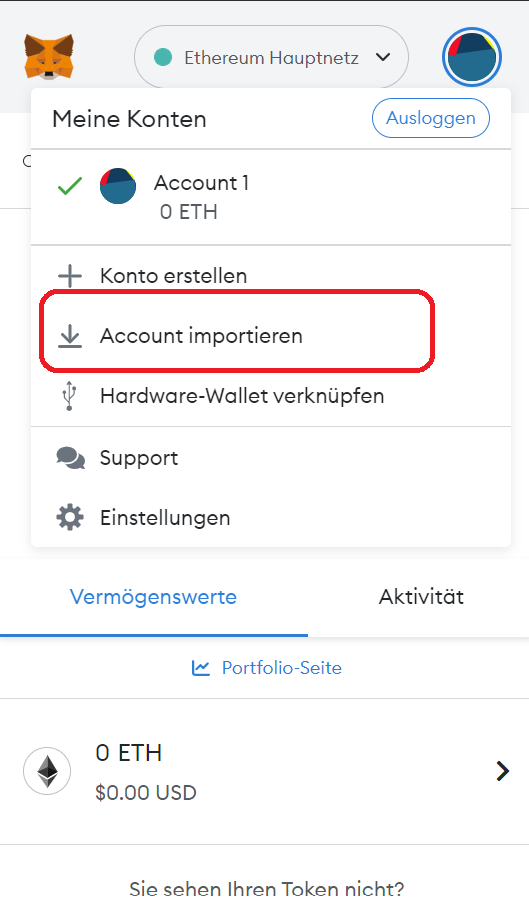 Ethereum Hauptnetz
Meine Konten
Ausloggen
Account 1
0 ETH
Konto erstellen
Account importieren
Hardware-Wallet verknüpfen
Support
Einstellungen
Vermögenswerte
Aktivität
Portfolio-Seite
0 ETH
$0.00 USD
Sie sehen Ihren Token nicht?